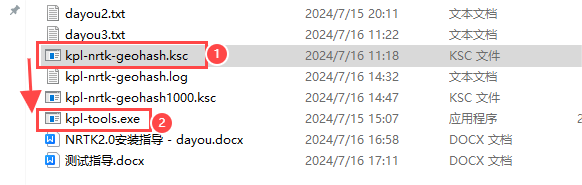 dayou2.txt 2024/7/15 20:11 文本文档
dayou3.txt 2024/7/16 11:22 文本文档
kpl-nrtk-geohash.ksc 1 2024/7/16 11:18 KSC 文件
kpl-nrtk-geohash.log 2024/7/16 14:32 文本文档
kpl-nrtk-geohash1000.ksc 2024/7/16 14:47 KSC 文件
kpl-tools.exe 2 2024/7/15 15:07 应用程序 2
NRTK2.0安装指导 - dayou.docx 2024/7/16 16:58 DOCX 文档
测试指导.docx 2024/7/16 17:11 DOCX 文档